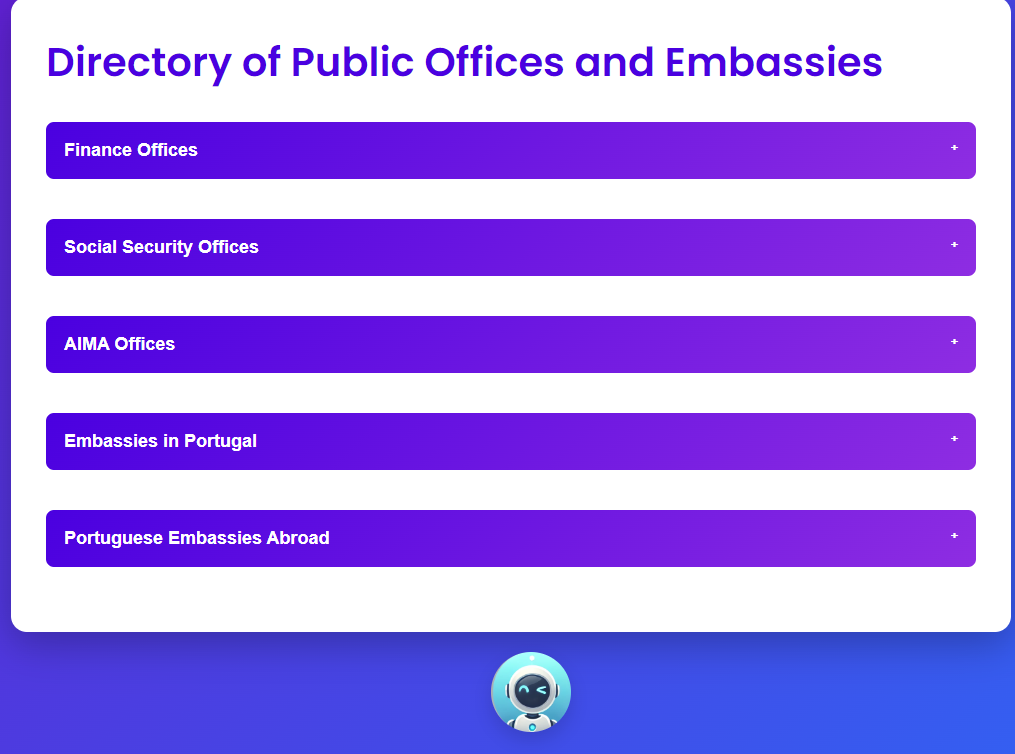 Directory of Public Offices and Embassies
Finance Offices +
Social Security Offices +
AIMA Offices +
Embassies in Portugal +
Portuguese Embassies Abroad +